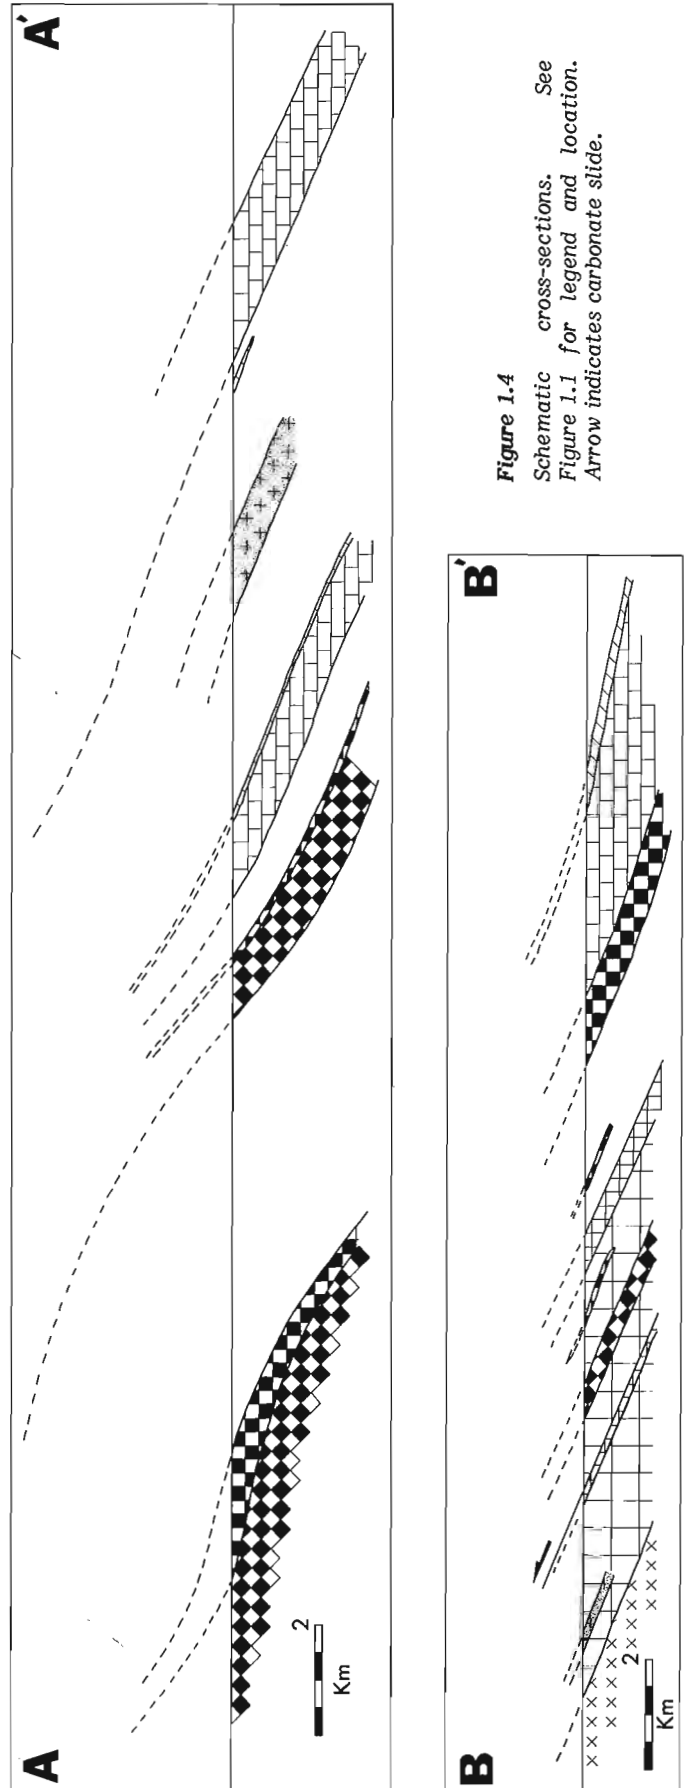 A
A`
2
Km
B
B`
2
Km
Figure 1.4
Schematic cross-sections. See
Figure 1.1 for legend and location.
Arrow indicates carbonate slide.